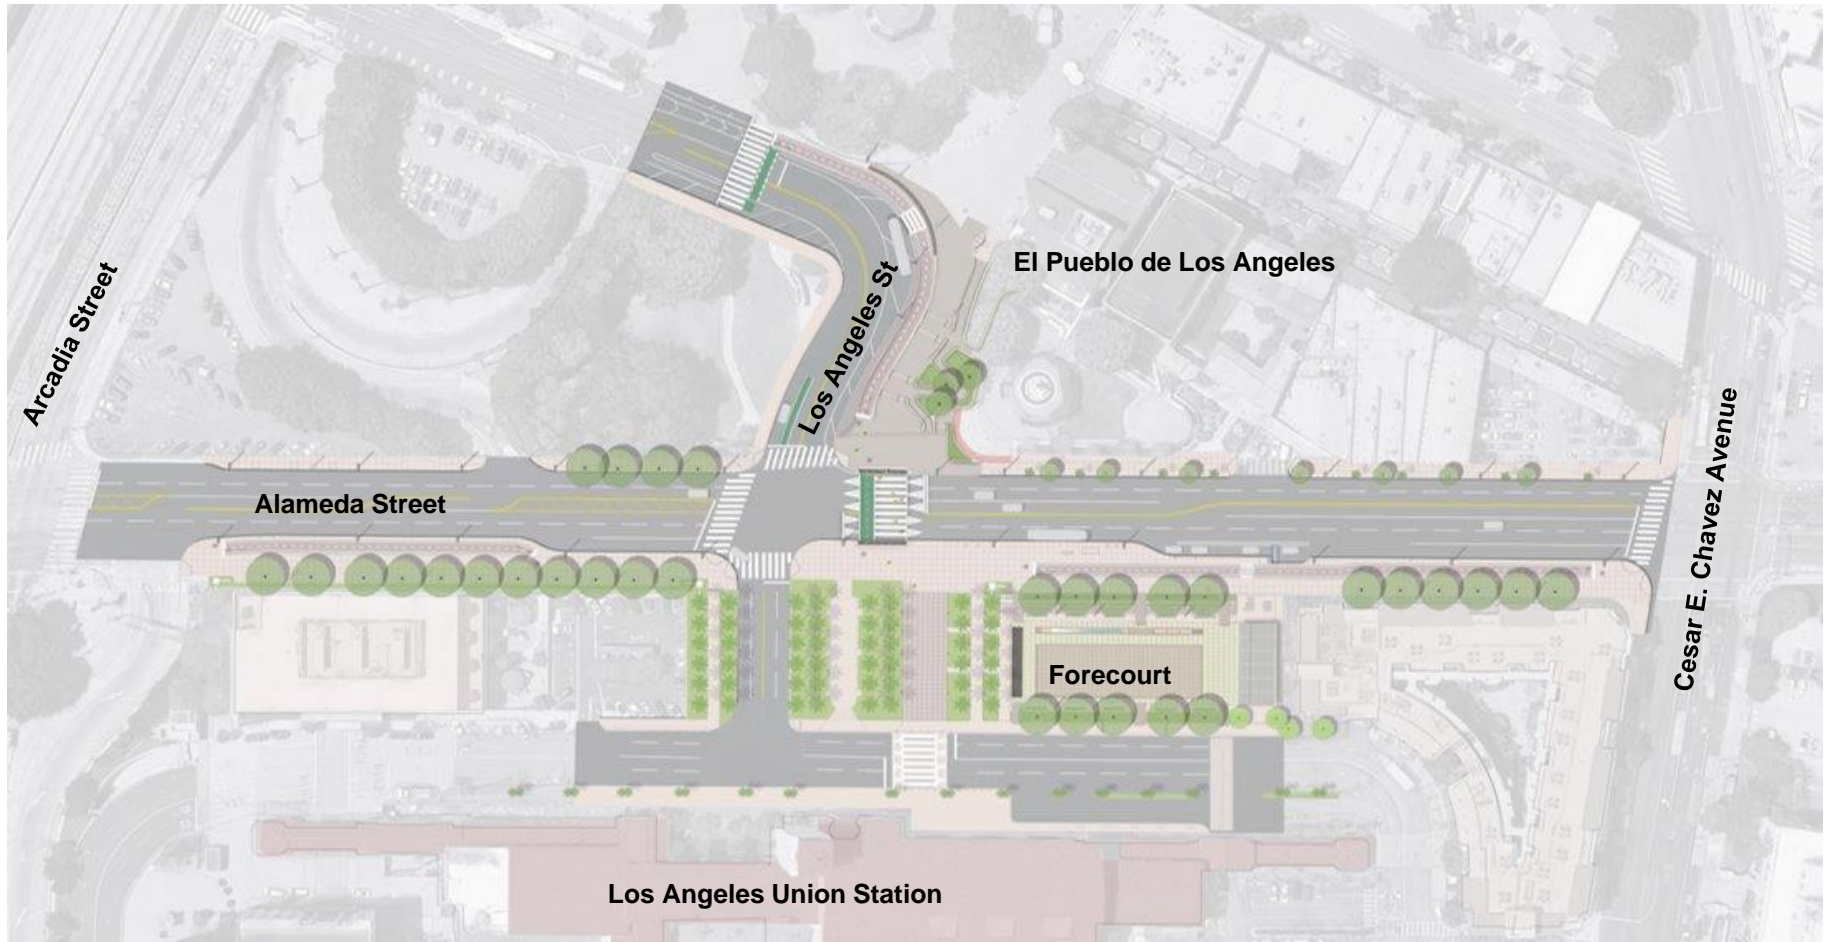 El Pueblo de Los Angeles
Arcadia Street
Los Angeles St
Alameda Street
Cesar E. Chavez Avenue
Forecourt
Los Angeles Union Station